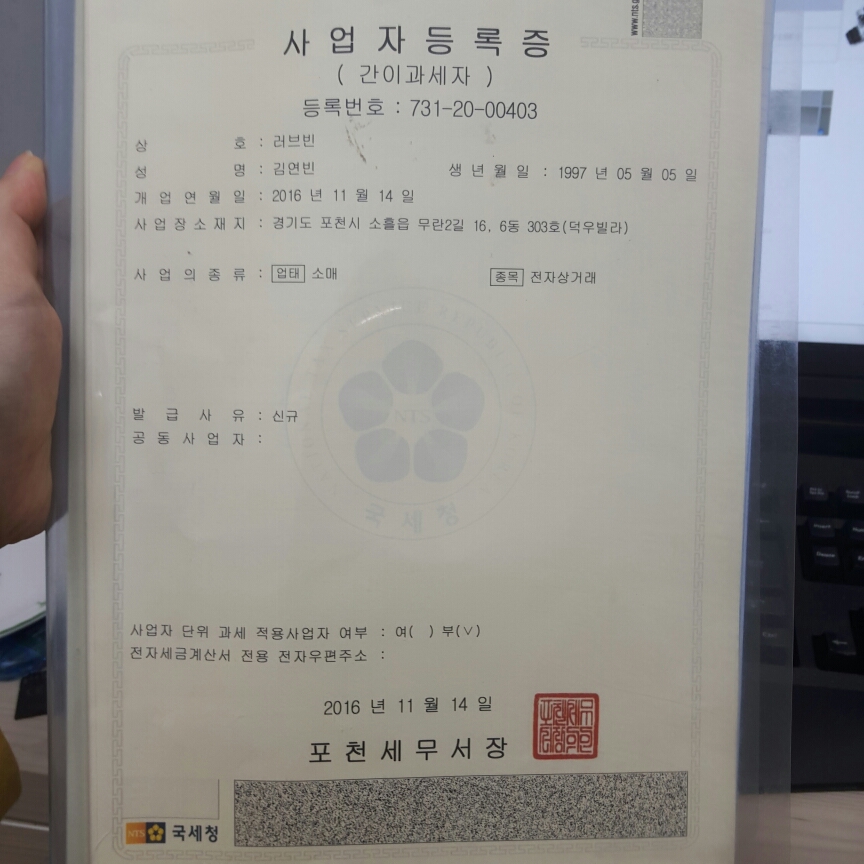 www.nts.g
사업자등록증
( 간이과세자 )
등록번호 : 731-20-00403
상 호 : 러브빈
성 명 : 김연빈 생 년 월 일 : 1997 년 05 월 05 일
개 업 연 월 일 : 2016 년 11 월 14 일
사 업 장 소 재 지 : 경기도 포천시 소흘읍 무란2길 16, 6동 303호(덕우빌라)
사 업 의 종 류 : 업태 소매 종목 전자상거래
NTS
국세청
발 급 사 유 : 신규
공 동 사 업 자 :
사업자 단위 과세 적용사업자 여부 : 여( ) 부(∨)
전자세금계산서 전용 전자우편주소 :
2016 년 11 월 14 일
포천세무서장
NTS 국세청